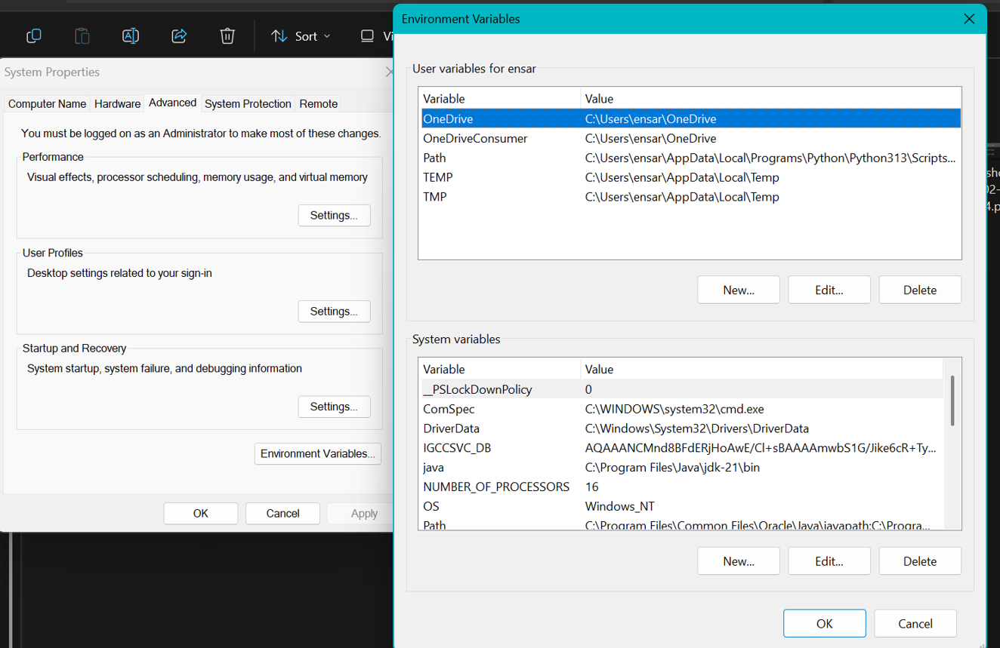 Sort
Vi
System Properties
Computer Name
Hardware
Advanced
System Protection
Remote
You must be logged on as an Administrator to make most of these changes.
Performance
Visual effects, processor scheduling, memory usage, and virtual memory
Settings...
User Profiles
Desktop settings related to your sign-in
Settings...
Startup and Recovery
System startup, system failure, and debugging information
Settings...
Environment Variables...
OK
Cancel
Apply
Environment Variables
User variables for ensar
Variable Value
OneDrive C:\Users\ensar\OneDrive
OneDriveConsumer C:\Users\ensar\OneDrive
Path C:\Users\ensar\AppData\Local\Programs\Python\Python313\Scripts...
TEMP C:\Users\ensar\AppData\Local\Temp
TMP C:\Users\ensar\AppData\Local\Temp
New...
Edit...
Delete
System variables
Variable Value
__PSLockDownPolicy 0
ComSpec C:\WINDOWS\system32\cmd.exe
DriverData C:\Windows\System32\Drivers\DriverData
IGCCSVC_DB AQAAANCMnd8BFdERjHoAwE/Cl+sBAAAAmwbS1G/Jike6cR+Ty...
java C:\Program Files\Java\jdk-21\bin
NUMBER_OF_PROCESSORS 16
OS Windows_NT
Path C:\Program Files\Common Files\Oracle\Java\javapath;C:\Progra...
New...
Edit...
Delete
OK
Cancel